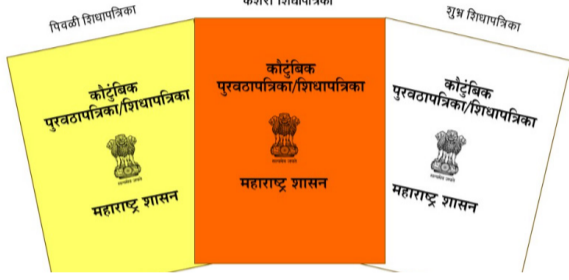 पिवळी शिधापत्रिका
केशरी शिधापत्रिका
शुभ्र शिधापत्रिका
कौटुंबिक
पुरवठापत्रिका/शिधापत्रिका
महाराष्ट्र शासन
कौटुंबिक
पुरवठापत्रिका/शिधापत्रिका
महाराष्ट्र शासन
कौटुंबिक
पुरवठापत्रिका/शिधापत्रिका
महाराष्ट्र शासन